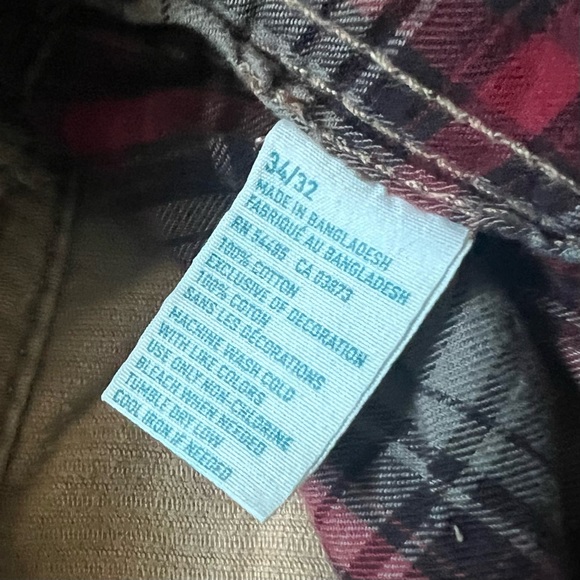 34/32
MADE IN BANGLADESH
FABRIQUÉ AU BANGLADESH
RN 54485 CA 03873
100% COTTON
EXCLUSIVE OF DECORATION
100% COTON
SANS LES DÉCORATIONS
MACHINE WASH COLD
WITH LIKE COLORS
USE ONLY NON-CHLORINE
BLEACH WHEN NEEDED
TUMBLE DRY LOW
COOL IRON IF NEEDED